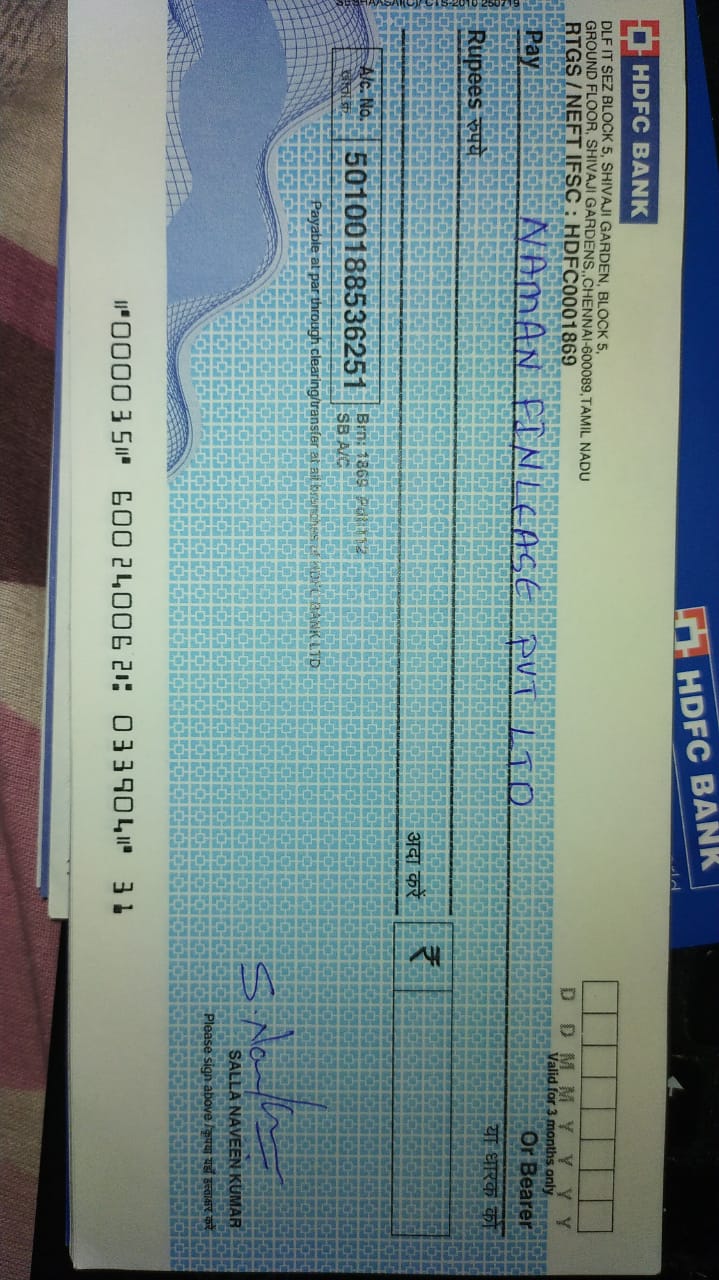 SESHAASAI(C)/ CTS-2010 250719
HDFC BANK
DLF IT SEZ BLOCK 5, SHIVAJI GARDEN, BLOCK 5,
GROUND FLOOR, SHIVAJI GARDENS,,CHENNAI-600089,TAMIL NADU
RTGS / NEFT IFSC : HDFC0001869
D D M M Y Y Y Y
Valid for 3 months only
Pay NAMAN FINLEASE PVT LTD Or Bearer
या धारक को
Rupees रुपये
अदा करें ₹
A/c. No. 50100188536251 Brn: 1869 Pdt:112
खाता क्र. SB A/C
Payable at par through clearing/transfer at all branches of HDFC BANK LTD
S. Nav
SALLA NAVEEN KUMAR
Please sign above /कृपया यहाँ हस्ताक्षर करें
⑈000035⑈ 600240062⑆ 033904⑈ 31
HDFC BANK